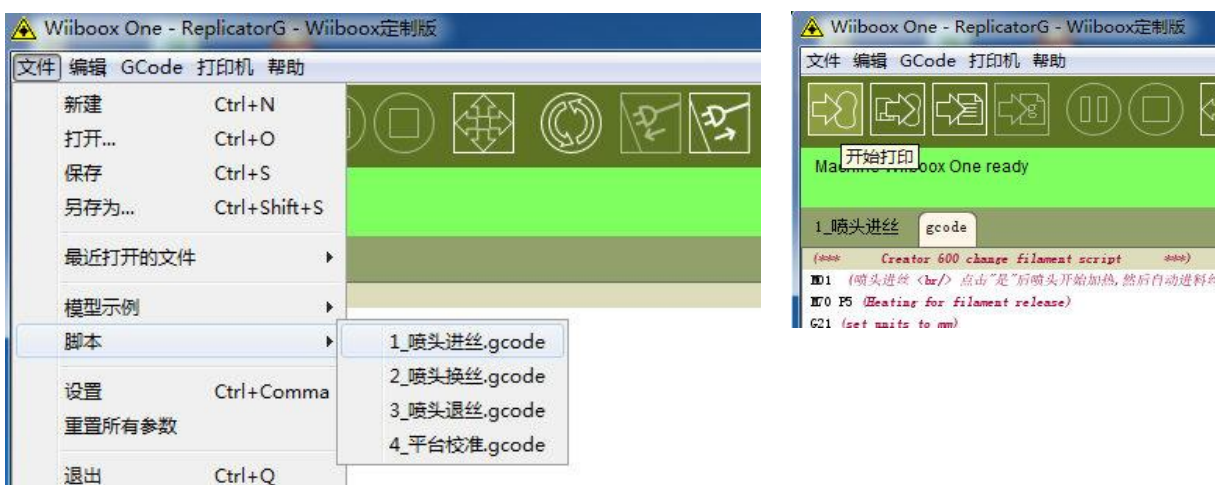 Wiiboox One - ReplicatorG - Wiiboox定制版
文件 编辑 GCode 打印机 帮助
新建 Ctrl+N
打开... Ctrl+O
保存 Ctrl+S
另存为... Ctrl+Shift+S
最近打开的文件
模型示例
脚本
1_喷头进丝.gcode
2_喷头换丝.gcode
3_喷头退丝.gcode
4_平台校准.gcode
设置 Ctrl+Comma
重置所有参数
退出 Ctrl+Q
Wiiboox One - ReplicatorG - Wiiboox定制版
文件 编辑 GCode 打印机 帮助
开始打印
oox One ready
1_喷头进丝 gcode
(*** Creator 600 change filament script ***)
M01 (喷头进丝 <br/> 点击"是"后喷头开始加热,然后自动进料丝
M70 P5 (Heating for filament release)
G21 (set units to mm)